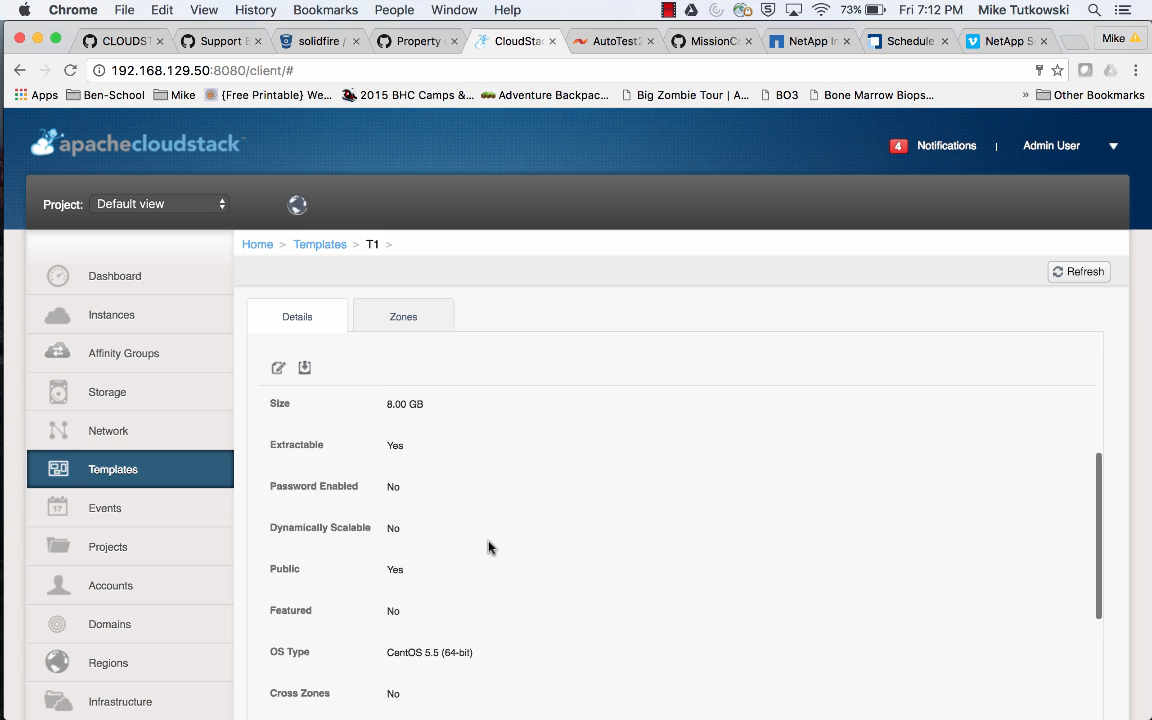 Chrome File Edit View History Bookmarks People Window Help 73% Fri 7:12 PM Mike Tutkowski
CLOUDST Support E solidfire / Property CloudStac AutoTest2 MissionCr NetApp In Schedule NetApp S Mike
192.168.129.50:8080/client/#
Apps Ben-School Mike {Free Printable} We... 2015 BHC Camps &... Adventure Backpac... Big Zombie Tour | A... BO3 Bone Marrow Biops... » Other Bookmarks
apachecloudstack
4 Notifications | Admin User
Project: Default view
Home > Templates > T1 >
Refresh
Dashboard
Instances
Affinity Groups
Storage
Network
Templates
17 Events
Projects
Accounts
Domains
Regions
Infrastructure
Details Zones
Size 8.00 GB
Extractable Yes
Password Enabled No
Dynamically Scalable No
Public Yes
Featured No
OS Type CentOS 5.5 (64-bit)
Cross Zones No